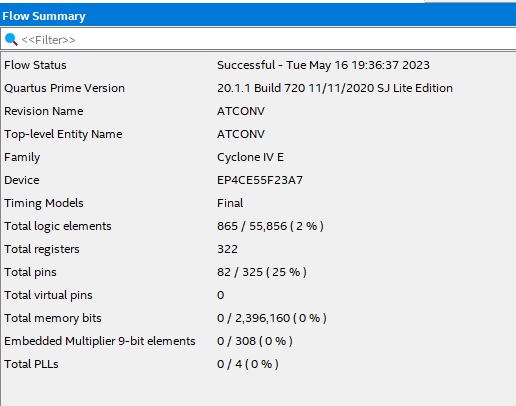 Flow Summary
<<Filter>>
Flow Status Successful - Tue May 16 19:36:37 2023
Quartus Prime Version 20.1.1 Build 720 11/11/2020 SJ Lite Edition
Revision Name ATCONV
Top-level Entity Name ATCONV
Family Cyclone IV E
Device EP4CE55F23A7
Timing Models Final
Total logic elements 865 / 55,856 ( 2 % )
Total registers 322
Total pins 82 / 325 ( 25 % )
Total virtual pins 0
Total memory bits 0 / 2,396,160 ( 0 % )
Embedded Multiplier 9-bit elements 0 / 308 ( 0 % )
Total PLLs 0 / 4 ( 0 % )